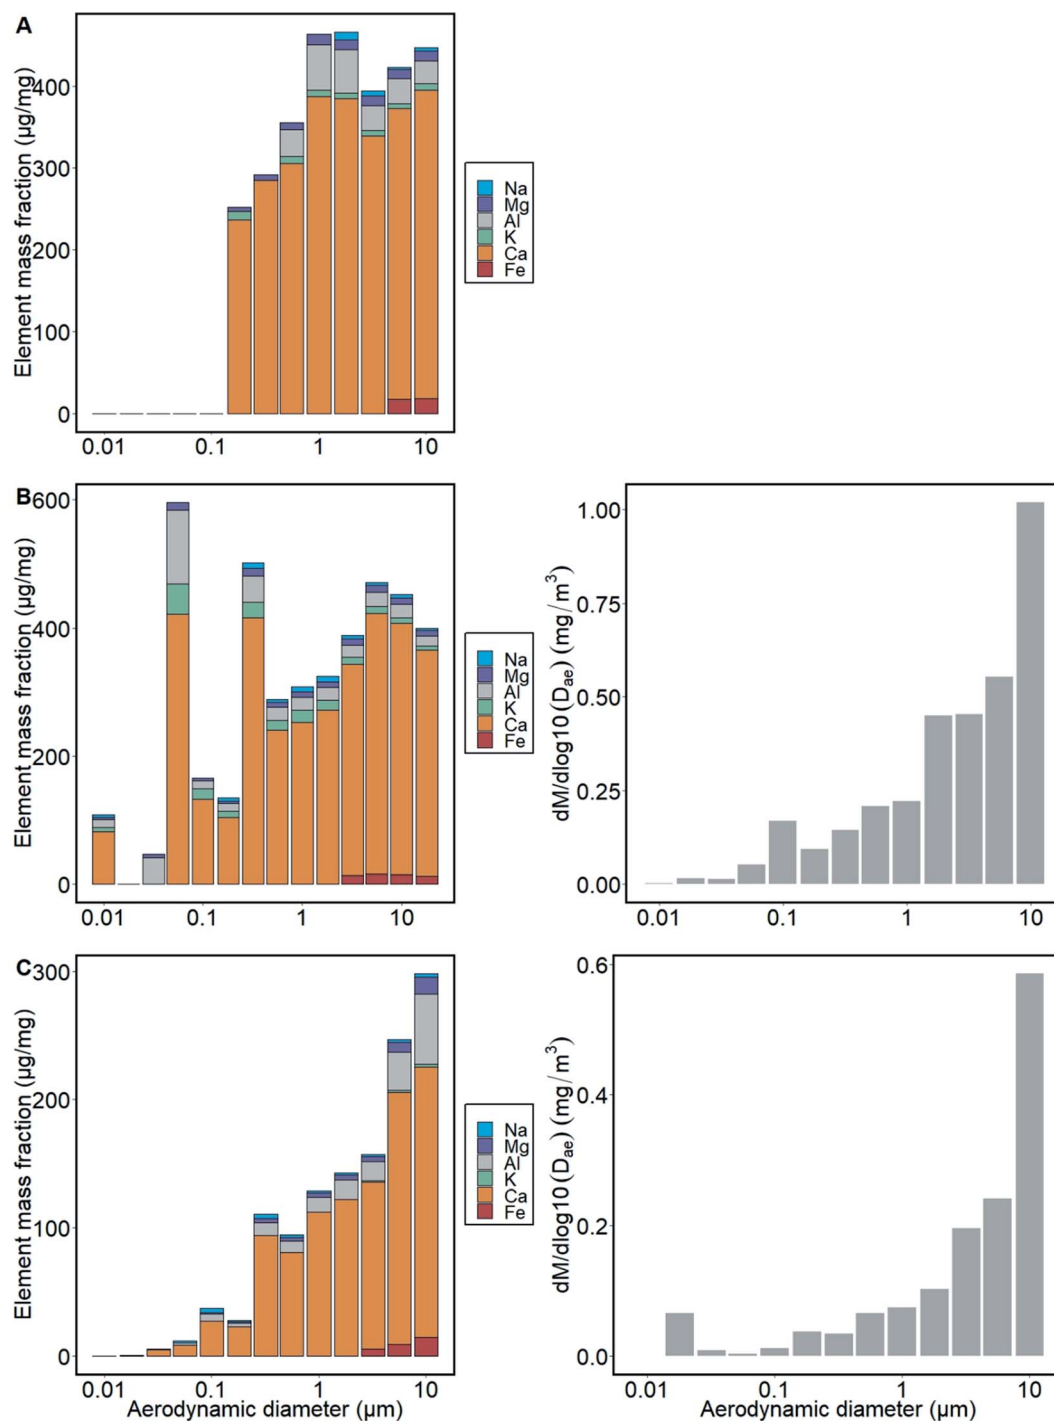 A
Element mass fraction (µg/mg)
400
300
200
100
0
0.01 0.1 1 10
Na
Mg
Al
K
Ca
Fe
B
Element mass fraction (µg/mg)
600
400
200
0
0.01 0.1 1 10
Na
Mg
Al
K
Ca
Fe
dM/dlog10(Dae) (mg/m3)
1.00
0.75
0.50
0.25
0.00
0.01 0.1 1 10
C
Element mass fraction (µg/mg)
300
200
100
0
0.01 0.1 1 10
Aerodynamic diameter (µm)
Na
Mg
Al
K
Ca
Fe
dM/dlog10(Dae) (mg/m3)
0.6
0.4
0.2
0.0
0.01 0.1 1 10
Aerodynamic diameter (µm)